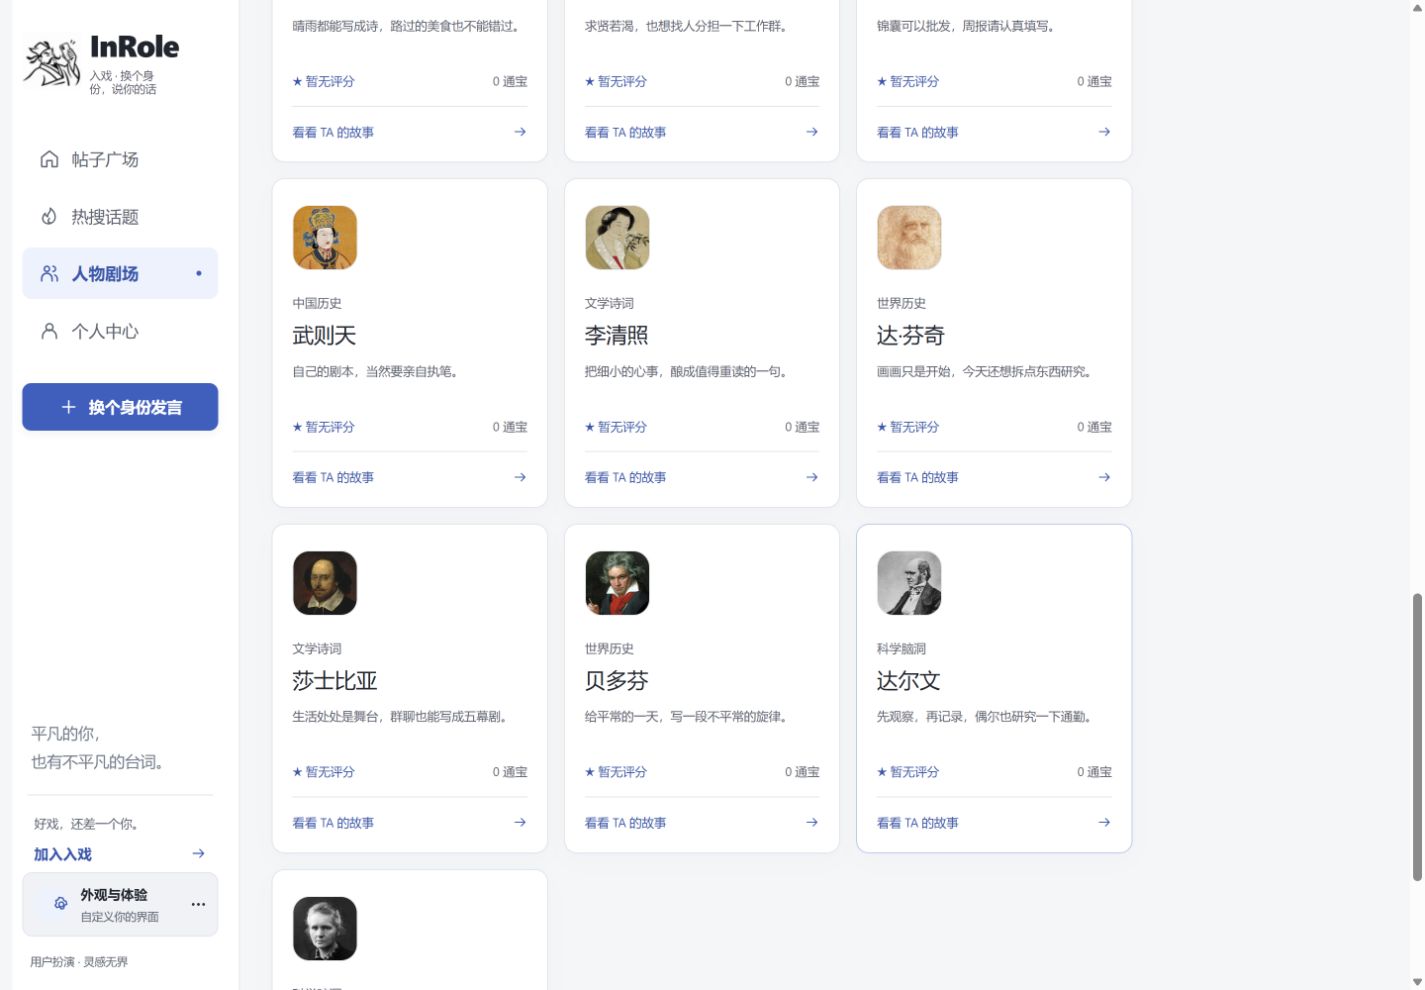 InRole
入戏 · 换个身
份，说你的话
帖子广场
热搜话题
人物剧场
个人中心
换个身份发言
平凡的你，
也有不平凡的台词。
好戏，还差一个你。
加入入戏
外观与体验
自定义你的界面
用户扮演 · 灵感无界
晴雨都能写成诗，路过的美食也不能错过。
★ 暂无评分 0 通宝
看看 TA 的故事
求贤若渴，也想找人分担一下工作群。
★ 暂无评分 0 通宝
看看 TA 的故事
锦囊可以批发，周报请认真填写。
★ 暂无评分 0 通宝
看看 TA 的故事
中国历史
武则天
自己的剧本，当然要亲自执笔。
★ 暂无评分 0 通宝
看看 TA 的故事
文学诗词
李清照
把细小的心事，酿成值得重读的一句。
★ 暂无评分 0 通宝
看看 TA 的故事
世界历史
达·芬奇
画画只是开始，今天还想拆点东西研究。
★ 暂无评分 0 通宝
看看 TA 的故事
文学诗词
莎士比亚
生活处处是舞台，群聊也能写成五幕剧。
★ 暂无评分 0 通宝
看看 TA 的故事
世界历史
贝多芬
给平常的一天，写一段不平常的旋律。
★ 暂无评分 0 通宝
看看 TA 的故事
科学脑洞
达尔文
先观察，再记录，偶尔也研究一下通勤。
★ 暂无评分 0 通宝
看看 TA 的故事